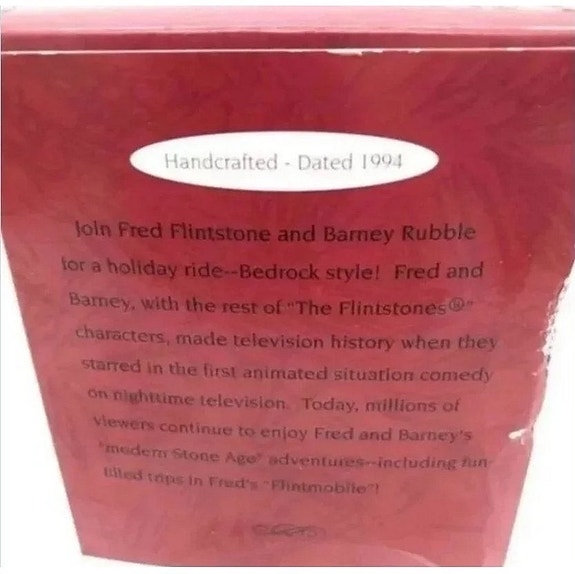 Handcrafted - Dated 1994
Join Fred Flintstone and Barney Rubble
for a holiday ride--Bedrock style! Fred and
Barney, with the rest of "The Flintstones®"
characters, made television history when they
starred in the first animated situation comedy
on nighttime television. Today, millions of
viewers continue to enjoy Fred and Barney's
"modern Stone Age" adventures--including fun-
filled trips in Fred's "Flintmobile"!